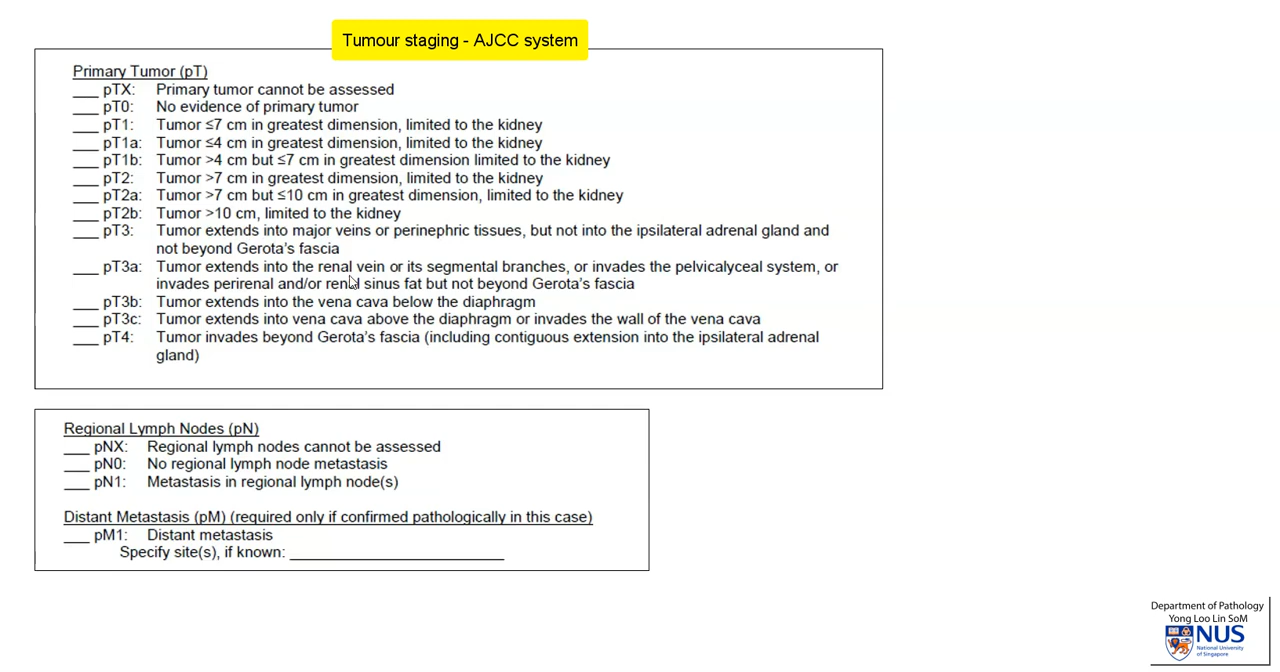 Tumour staging - AJCC system
Primary Tumor (pT)
___ pTX: Primary tumor cannot be assessed
___ pT0: No evidence of primary tumor
___ pT1: Tumor ≤7 cm in greatest dimension, limited to the kidney
___ pT1a: Tumor ≤4 cm in greatest dimension, limited to the kidney
___ pT1b: Tumor >4 cm but ≤7 cm in greatest dimension limited to the kidney
___ pT2: Tumor >7 cm in greatest dimension, limited to the kidney
___ pT2a: Tumor >7 cm but ≤10 cm in greatest dimension, limited to the kidney
___ pT2b: Tumor >10 cm, limited to the kidney
___ pT3: Tumor extends into major veins or perinephric tissues, but not into the ipsilateral adrenal gland and
not beyond Gerota's fascia
___ pT3a: Tumor extends into the renal vein or its segmental branches, or invades the pelvicalyceal system, or
invades perirenal and/or renal sinus fat but not beyond Gerota's fascia
___ pT3b: Tumor extends into the vena cava below the diaphragm
___ pT3c: Tumor extends into vena cava above the diaphragm or invades the wall of the vena cava
___ pT4: Tumor invades beyond Gerota's fascia (including contiguous extension into the ipsilateral adrenal
gland)
Regional Lymph Nodes (pN)
___ pNX: Regional lymph nodes cannot be assessed
___ pN0: No regional lymph node metastasis
___ pN1: Metastasis in regional lymph node(s)
Distant Metastasis (pM) (required only if confirmed pathologically in this case)
___ pM1: Distant metastasis
Specify site(s), if known: __________________________
Department of Pathology
Yong Loo Lin SoM
NUS
National University
of Singapore